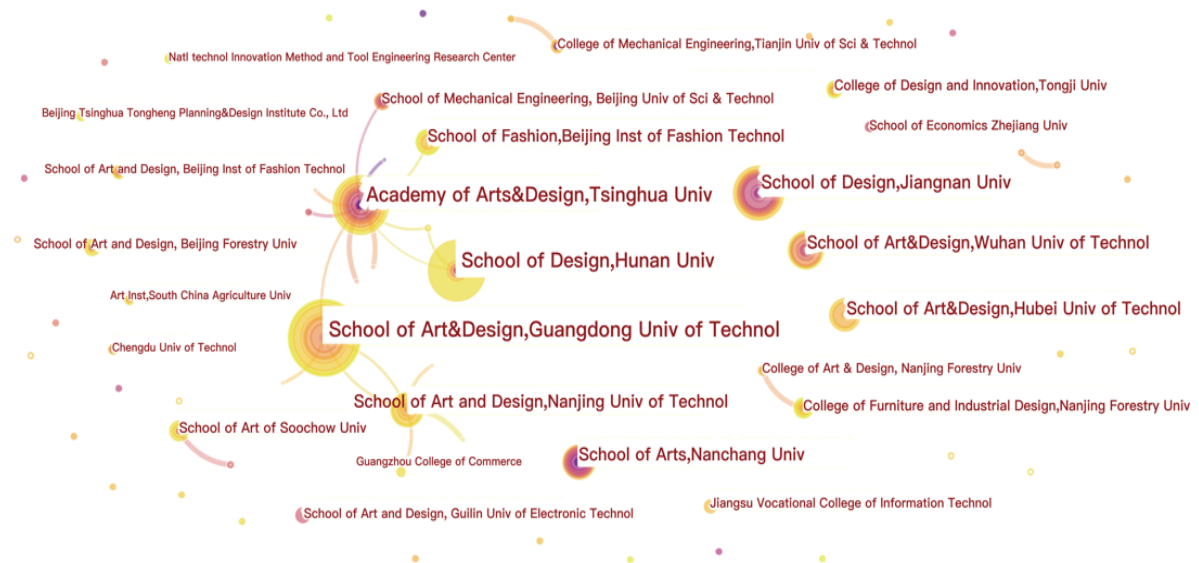 College of Mechanical Engineering,Tianjin Univ of Sci & Technol
Natl technol Innovation Method and Tool Engineering Research Center
College of Design and Innovation,Tongji Univ
School of Mechanical Engineering, Beijing Univ of Sci & Technol
Beijing Tsinghua Tongheng Planning&Design Institute Co., Ltd
School of Economics Zhejiang Univ
School of Fashion,Beijing Inst of Fashion Technol
School of Art and Design, Beijing Inst of Fashion Technol
School of Design,Jiangnan Univ
Academy of Arts&Design,Tsinghua Univ
School of Art and Design, Beijing Forestry Univ
School of Art&Design,Wuhan Univ of Technol
School of Design,Hunan Univ
Art Inst,South China Agriculture Univ
School of Art&Design,Hubei Univ of Technol
School of Art&Design,Guangdong Univ of Technol
Chengdu Univ of Technol
College of Art & Design, Nanjing Forestry Univ
School of Art and Design,Nanjing Univ of Technol
College of Furniture and Industrial Design,Nanjing Forestry Univ
School of Art of Soochow Univ
School of Arts,Nanchang Univ
Guangzhou College of Commerce
Jiangsu Vocational College of Information Technol
School of Art and Design, Guilin Univ of Electronic Technol